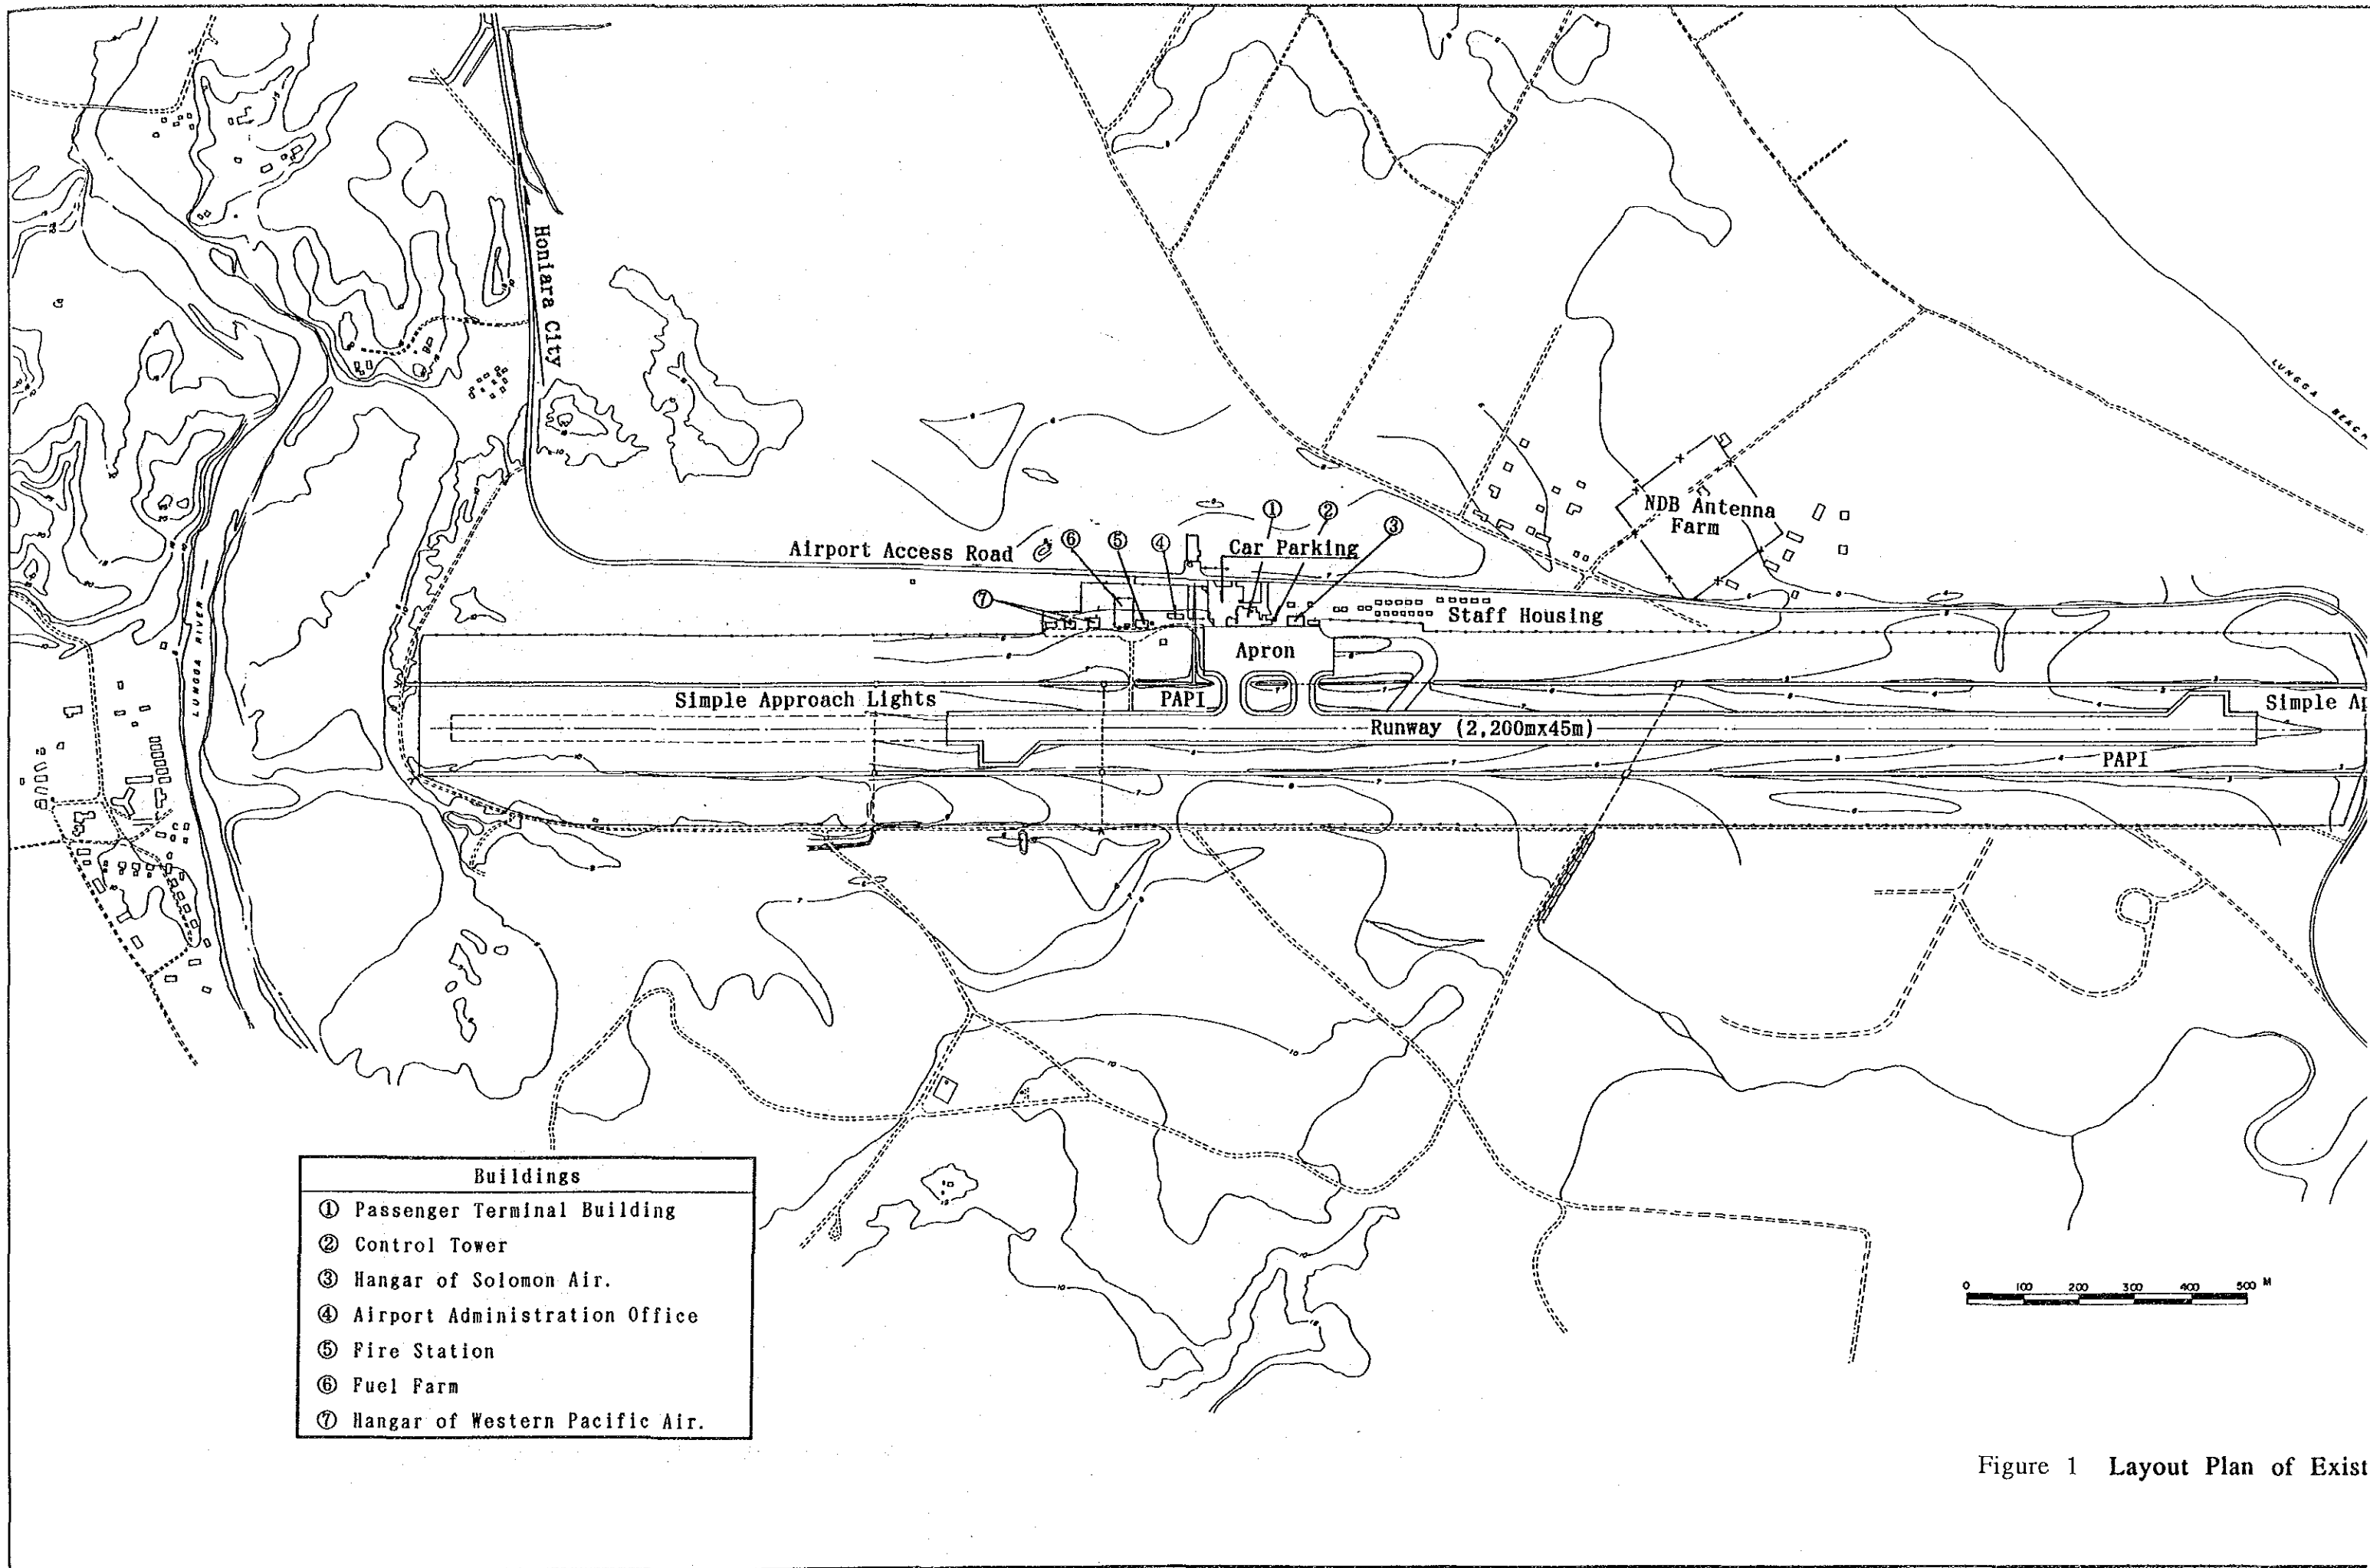 Honiara City
LUNGGA BEACH
NDB Antenna
Farm
① ② ③
⑥ ⑤ ④
Airport Access Road
Car Parking
⑦
Staff Housing
Apron
LUNGGA RIVER
Simple Approach Lights
PAPI
Simple Ap
Runway (2,200mx45m)
PAPI
Buildings
① Passenger Terminal Building
② Control Tower
③ Hangar of Solomon Air.
④ Airport Administration Office
⑤ Fire Station
⑥ Fuel Farm
⑦ Hangar of Western Pacific Air.
0 100 200 300 400 500 M
Figure 1 Layout Plan of Exist